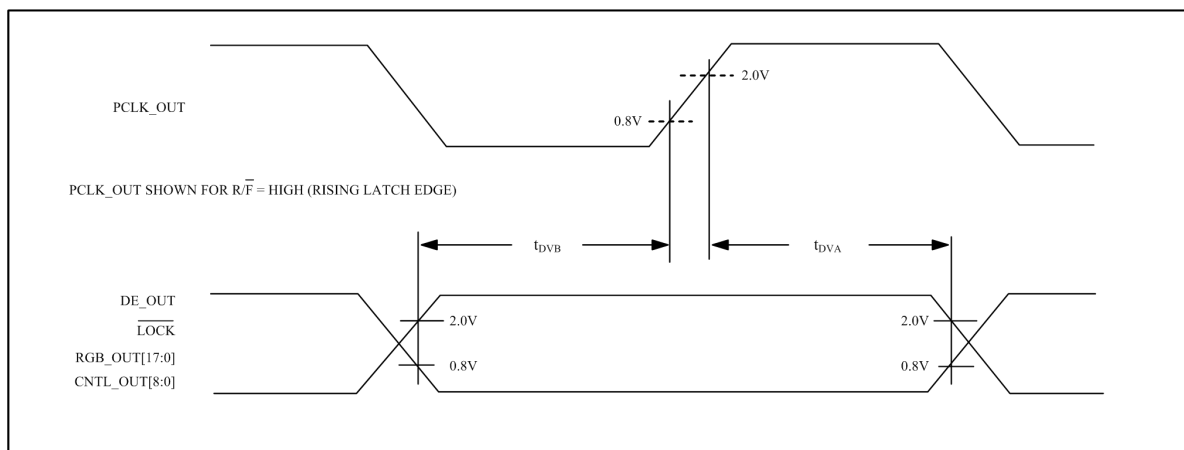 PCLK_OUT
2.0V
0.8V
PCLK_OUT SHOWN FOR R/F̅ = HIGH (RISING LATCH EDGE)
tDVB
tDVA
DE_OUT
L̅O̅C̅K̅
RGB_OUT[17:0]
CNTL_OUT[8:0]
2.0V
0.8V
2.0V
0.8V